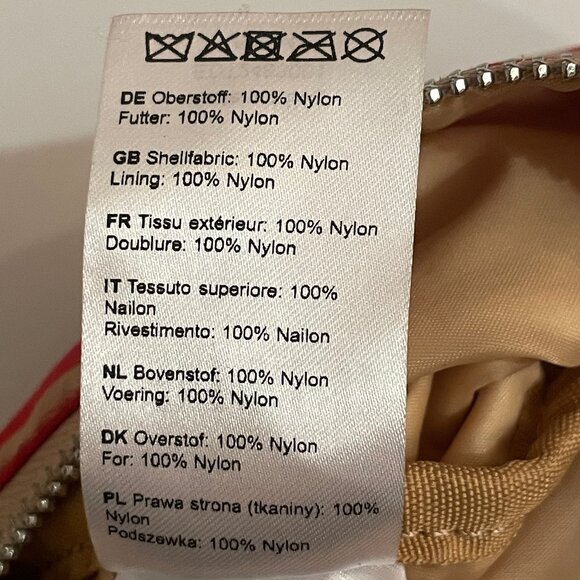 DE Oberstoff: 100% Nylon
Futter: 100% Nylon
GB Shellfabric: 100% Nylon
Lining: 100% Nylon
FR Tissu extérieur: 100% Nylon
Doublure: 100% Nylon
IT Tessuto superiore: 100%
Nailon
Rivestimento: 100% Nailon
NL Bovenstof: 100% Nylon
Voering: 100% Nylon
DK Overstof: 100% Nylon
For: 100% Nylon
PL Prawa strona (tkaniny): 100%
Nylon
Podszewka: 100% Nylon